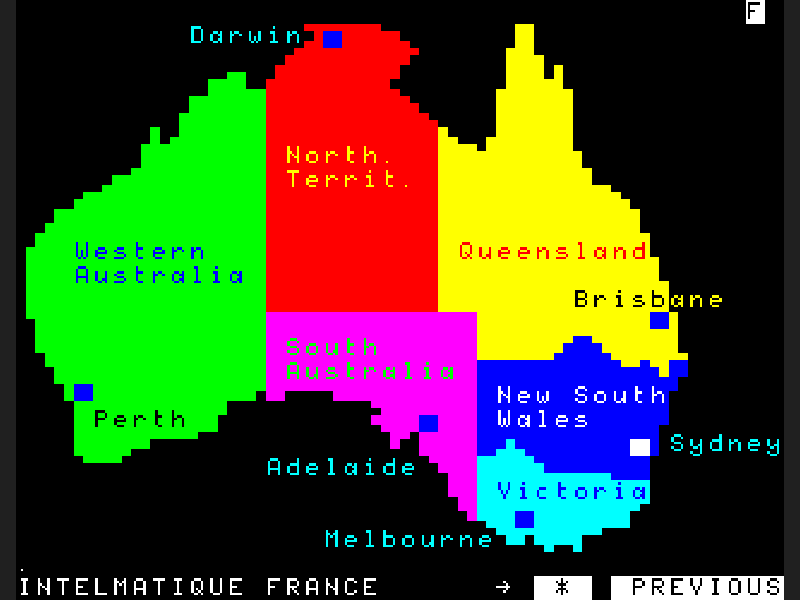 F
Darwin
North.
Territ.
Western
Australia
Queensland
Brisbane
South
Australia
New South
Wales
Perth
Sydney
Adelaide
Victoria
Melbourne
INTELMATIQUE FRANCE → * PREVIOUS